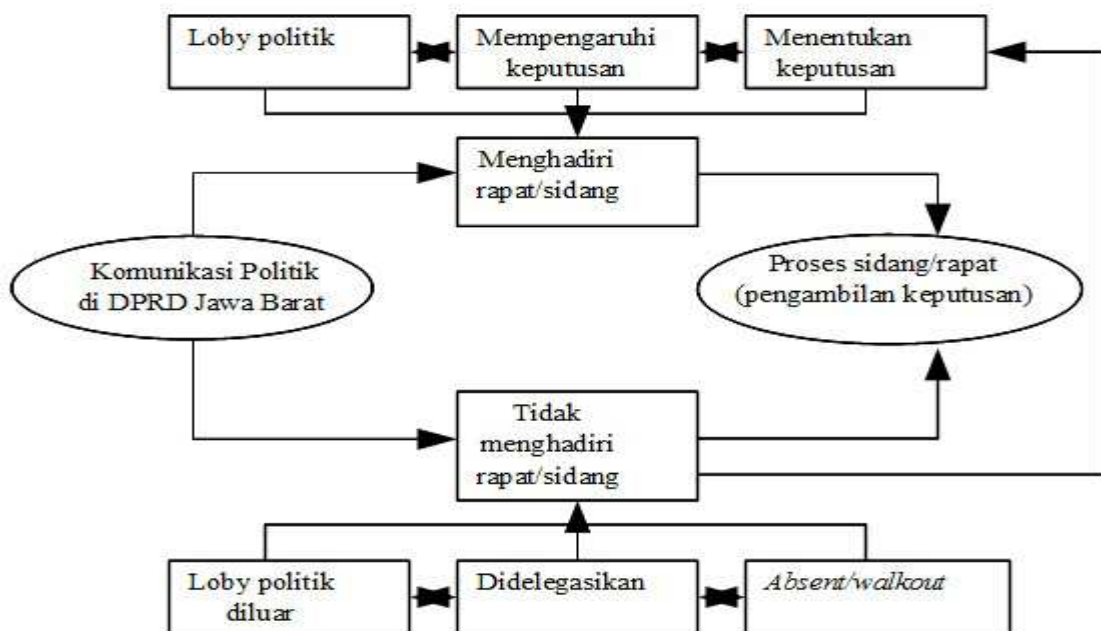 Loby politik
Mempengaruhi
keputusan
Menentukan
keputusan
Menghadiri
rapat/sidang
Komunikasi Politik
di DPRD Jawa Barat
Proses sidang/rapat
(pengambilan keputusan)
Tidak
menghadiri
rapat/sidang
Loby politik
diluar
Didelegasikan
Absent/walkout